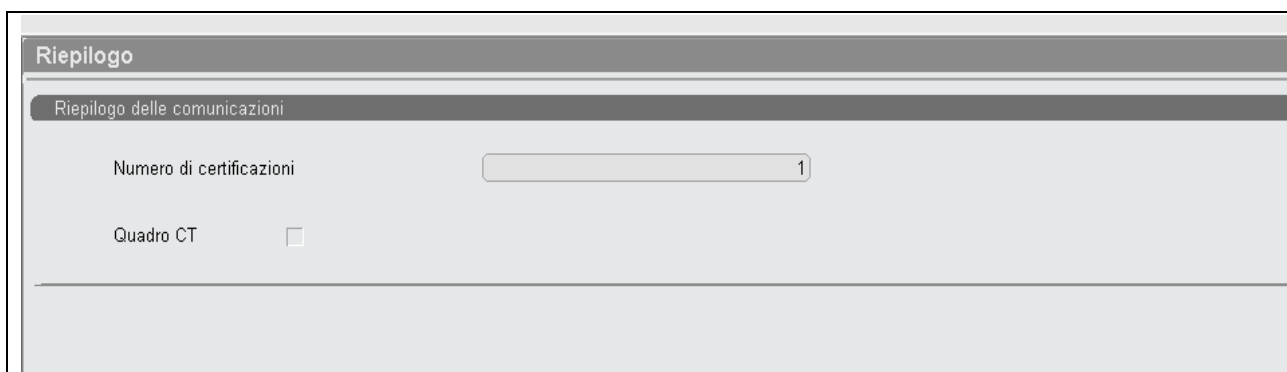 Riepilogo
Riepilogo delle comunicazioni
Numero di certificazioni 1
Quadro CT